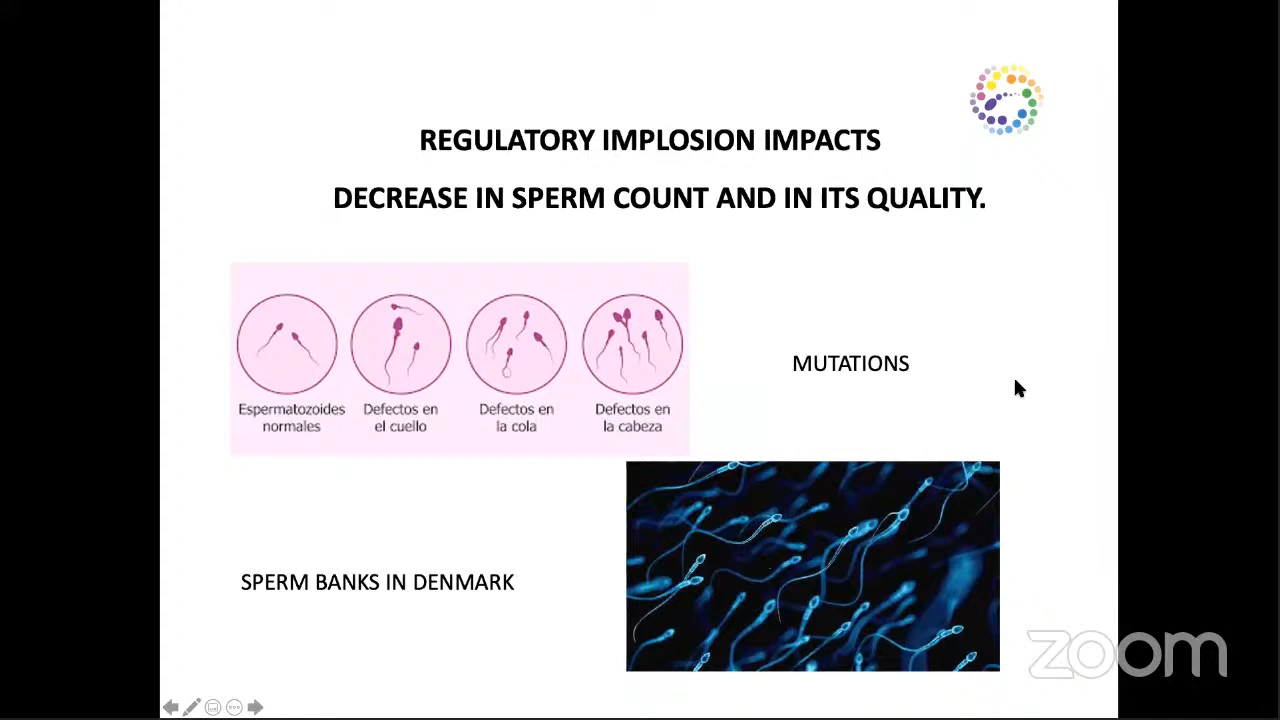 REGULATORY IMPLOSION IMPACTS
DECREASE IN SPERM COUNT AND IN ITS QUALITY.
Espermatozoides
normales
Defectos en
el cuello
Defectos en
la cola
Defectos en
la cabeza
MUTATIONS
SPERM BANKS IN DENMARK
zoom